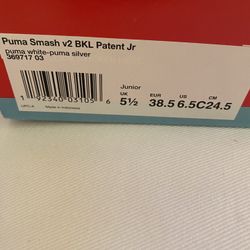 Puma Smash v2 BKL Patent Jr
puma white-puma silver
369717 03
Junior
UK EUR US CM
5½ 38.5 6.5C 24.5
UPC-A Made in Indonesia